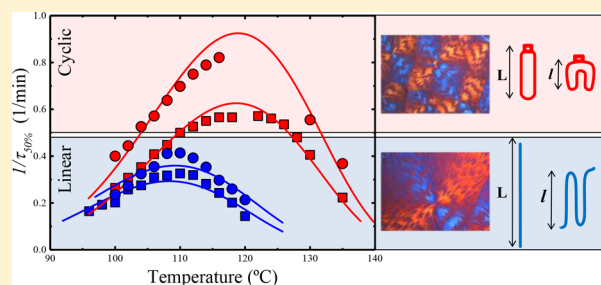 Cyclic
Linear
1/τ50% (1/min)
1.0
0.8
0.6
0.4
0.2
0.0
100
110
120
130
140
Temperature (ºC)
L
l
L
l